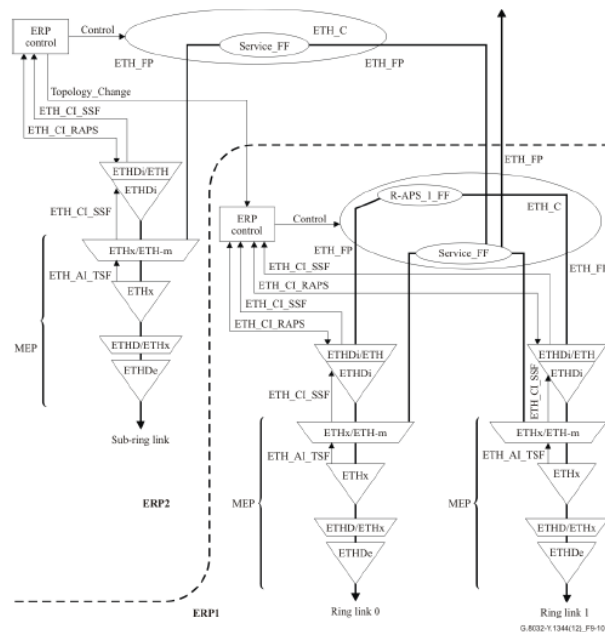 ERP
control
Control
ETH_C
Service_FF
ETH_FP
ETH_FP
Topology_Change
ETH_CI_SSF
ETH_CI_RAPS
ETHDi/ETH
ETHDi
ETH_CI_SSF
ETHx/ETH-m
ETH_AI_TSF
ETHx
MEP
ETHD/ETHx
ETHDe
Sub-ring link
ERP2
ETH_FP
R-APS_1_FF
ETH_C
ERP
control
Control
ETH_FP
Service_FF
ETH_CI_SSF
ETH_FP
ETH_CI_RAPS
ETH_CI_SSF
ETH_CI_RAPS
ETHDi/ETH
ETHDi
ETHDi/ETH
ETHDi
ETH_CI_SSF
ETH_CI_SSF
ETHx/ETH-m
ETHx/ETH-m
ETH_AI_TSF
ETH_AI_TSF
ETHx
ETHx
MEP
MEP
ETHD/ETHx
ETHD/ETHx
ETHDe
ETHDe
ERP1
Ring link 0
Ring link 1
G.8032-Y.1344(12)_F9-10